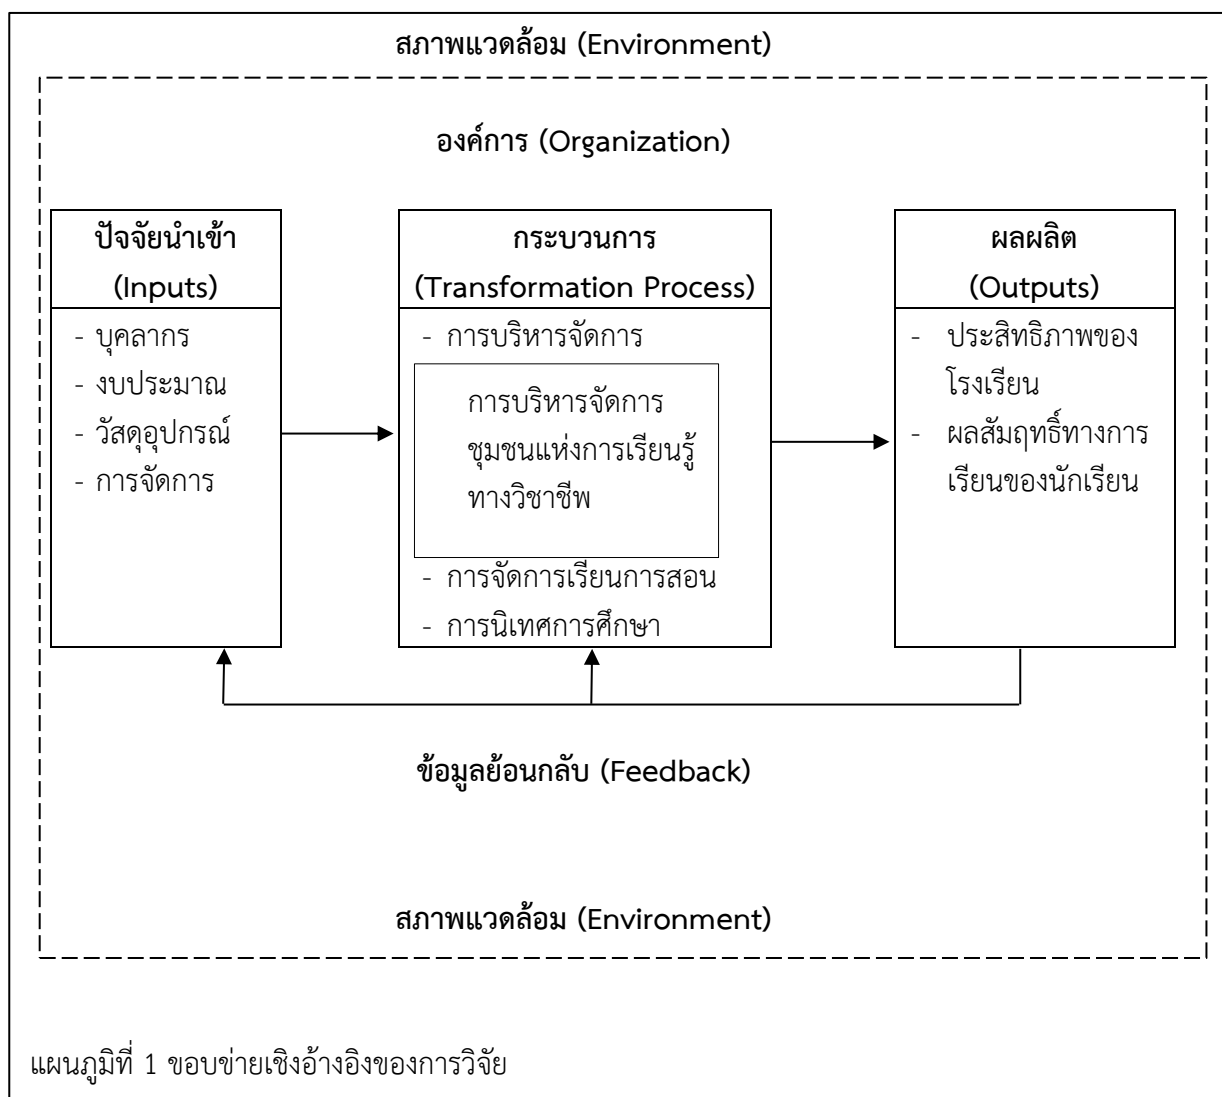 สภาพแวดล้อม (Environment)
องค์การ (Organization)
ปัจจัยนำเข้า
(Inputs)
- บุคลากร
- งบประมาณ
- วัสดุอุปกรณ์
- การจัดการ
กระบวนการ
(Transformation Process)
- การบริหารจัดการ
การบริหารจัดการ
ชุมชนแห่งการเรียนรู้
ทางวิชาชีพ
- การจัดการเรียนการสอน
- การนิเทศการศึกษา
ผลผลิต
(Outputs)
- ประสิทธิภาพของ
โรงเรียน
- ผลสัมฤทธิ์ทางการ
เรียนของนักเรียน
ข้อมูลย้อนกลับ (Feedback)
สภาพแวดล้อม (Environment)
แผนภูมิที่ 1 ขอบข่ายเชิงอ้างอิงของการวิจัย